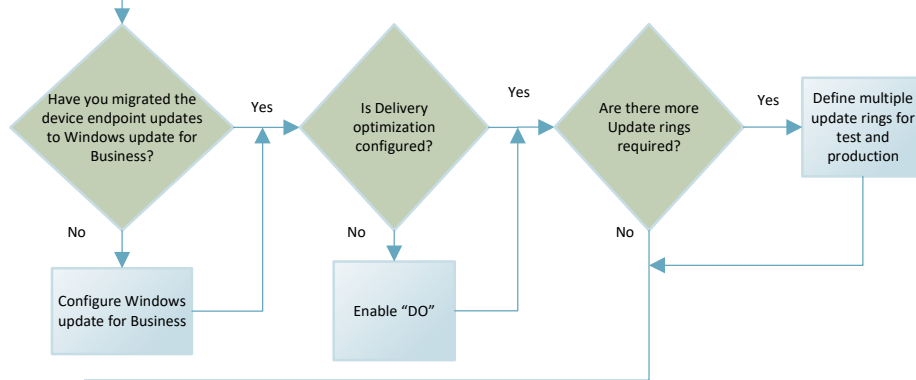 Have you migrated the
device endpoint updates
to Windows update for
Business?
Yes
No
Configure Windows
update for Business
Is Delivery
optimization
configured?
Yes
No
Enable “DO”
Are there more
Update rings
required?
Yes
No
Define multiple
update rings for
test and
production